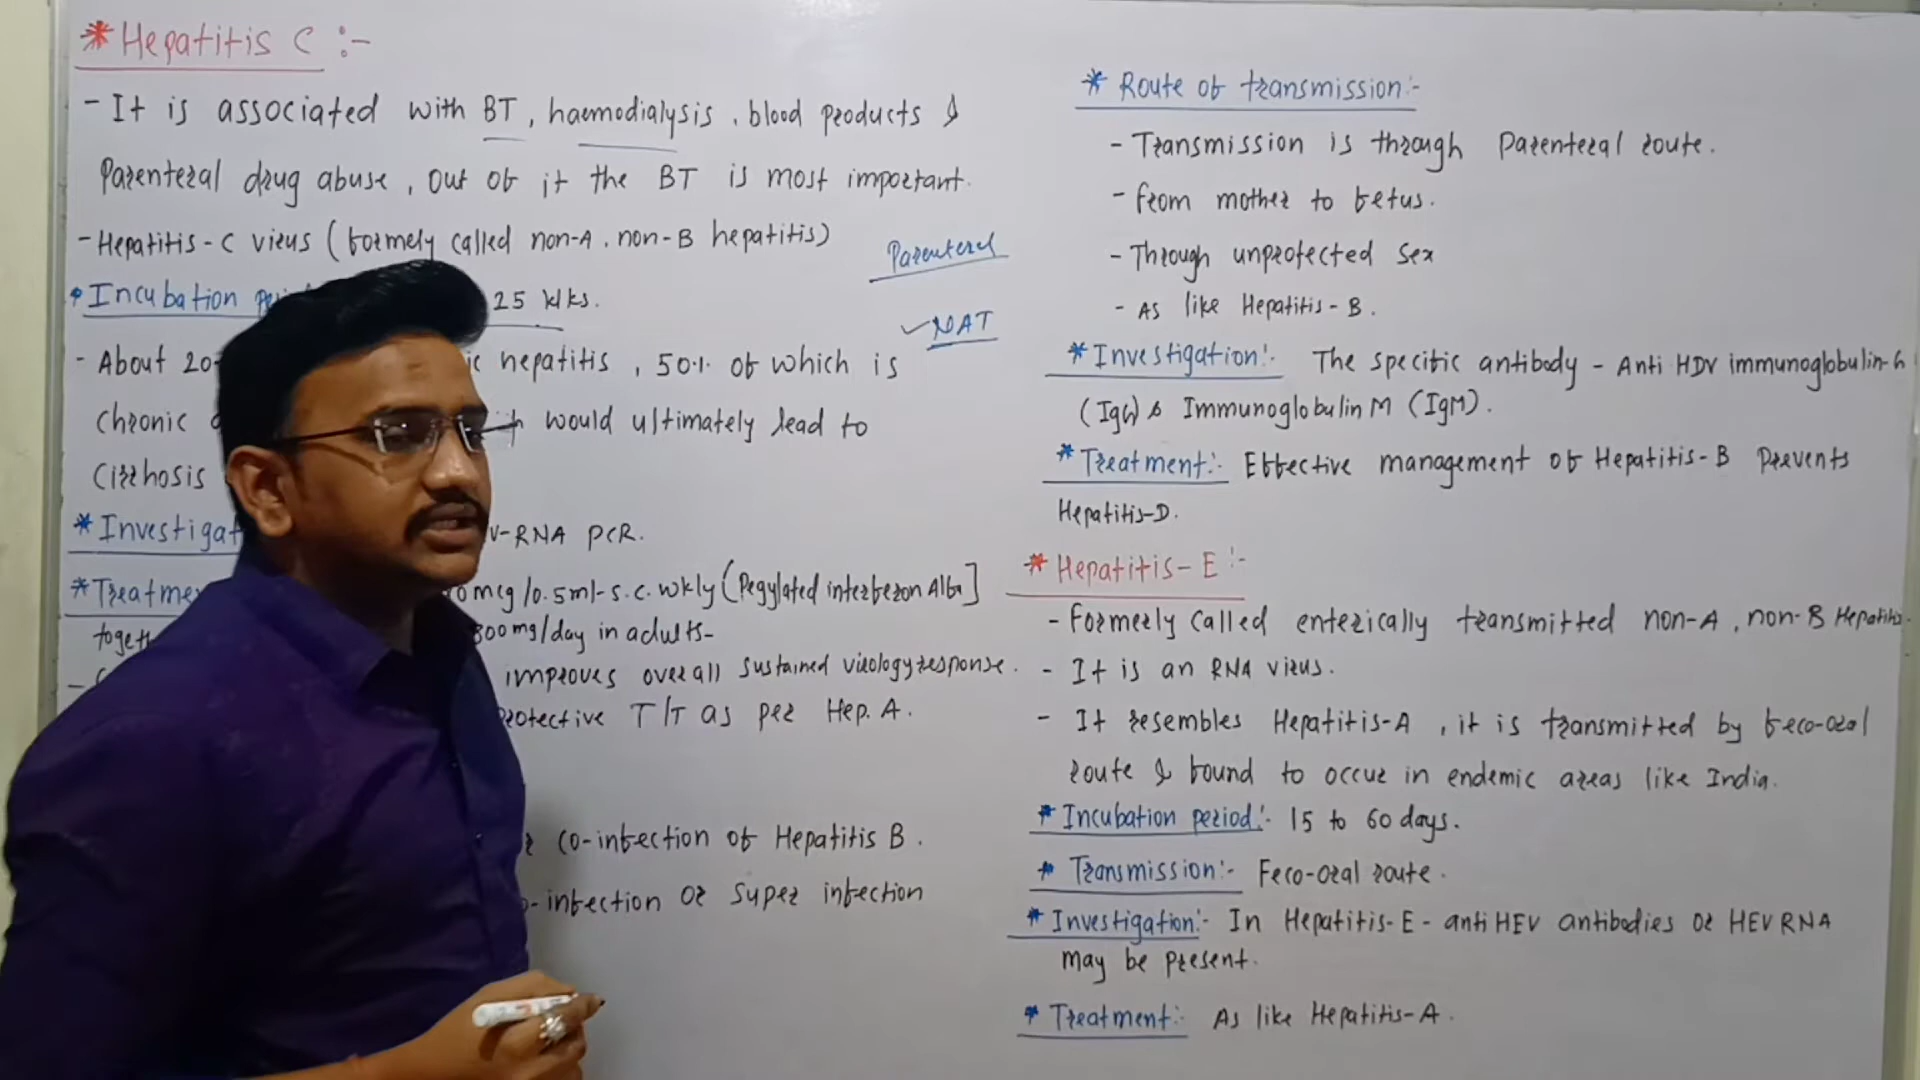 * Hepatitis C :-
- It is associated with BT, haemodialysis, blood products &
Parenteral drug abuse, out of it the BT is most important.
- Hepatitis-C virus (formely called non-A, non-B hepatitis)
Incubation 25 Wks.
- About 20- hepatitis, 50% of which is
chronic would ultimately lead to
Cirrhosis
* Investigat V-RNA PCR.
* Treatme mcg/0.5ml-s.c. wkly (Pegylated interferon Alfa]
toget 800mg/day in adults-
- improves overall sustained virology response.
protective T/T as per Hep. A.
co-infection of Hepatitis B.
-infection or super infection
Parenteral
✓NAT
* Route of transmission:-
- Transmission is through Parenteral route.
- from mother to fetus.
- Through unprotected sex
- As like Hepatitis-B.
* Investigation:- The specific antibody - Anti HDV immunoglobulin-G
(IgG) & Immunoglobulin M (IgM).
* Treatment:- Effective management of Hepatitis-B Prevents
Hepatitis-D.
* Hepatitis-E :-
- Formerly called enterically transmitted non-A, non-B Hepatitis.
- It is an RNA virus.
- It resembles Hepatitis-A, it is transmitted by feco-oral
route & bound to occur in endemic areas like India.
* Incubation period:- 15 to 60 days.
* Transmission:- Feco-oral route.
* Investigation:- In Hepatitis-E - anti HEV antibodies or HEV RNA
may be present.
* Treatment:- As like Hepatitis-A.